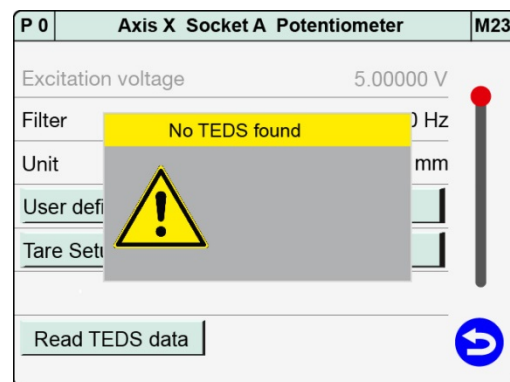 P 0 Axis X Socket A Potentiometer M23
Excitation voltage 5.00000 V
Filter Hz
No TEDS found
Unit mm
User
Tare
Read TEDS data